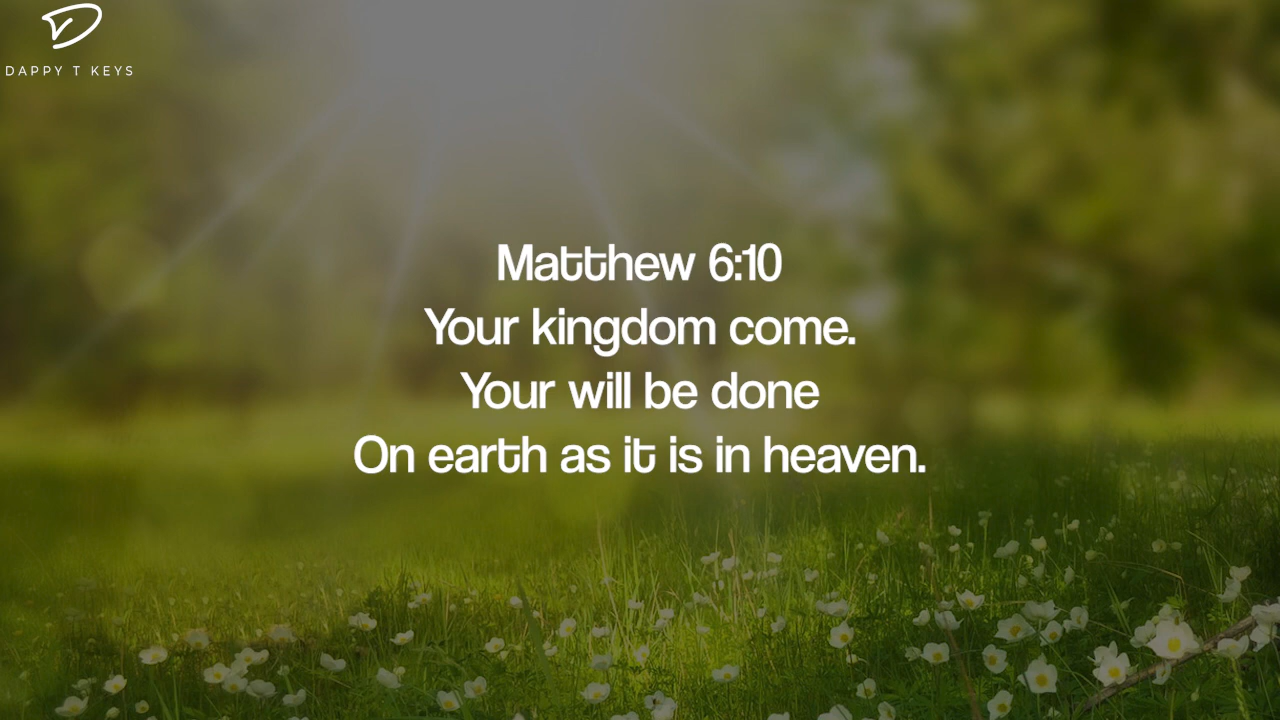 DAPPY T KEYS
Matthew 6:10
Your kingdom come.
Your will be done
On earth as it is in heaven.